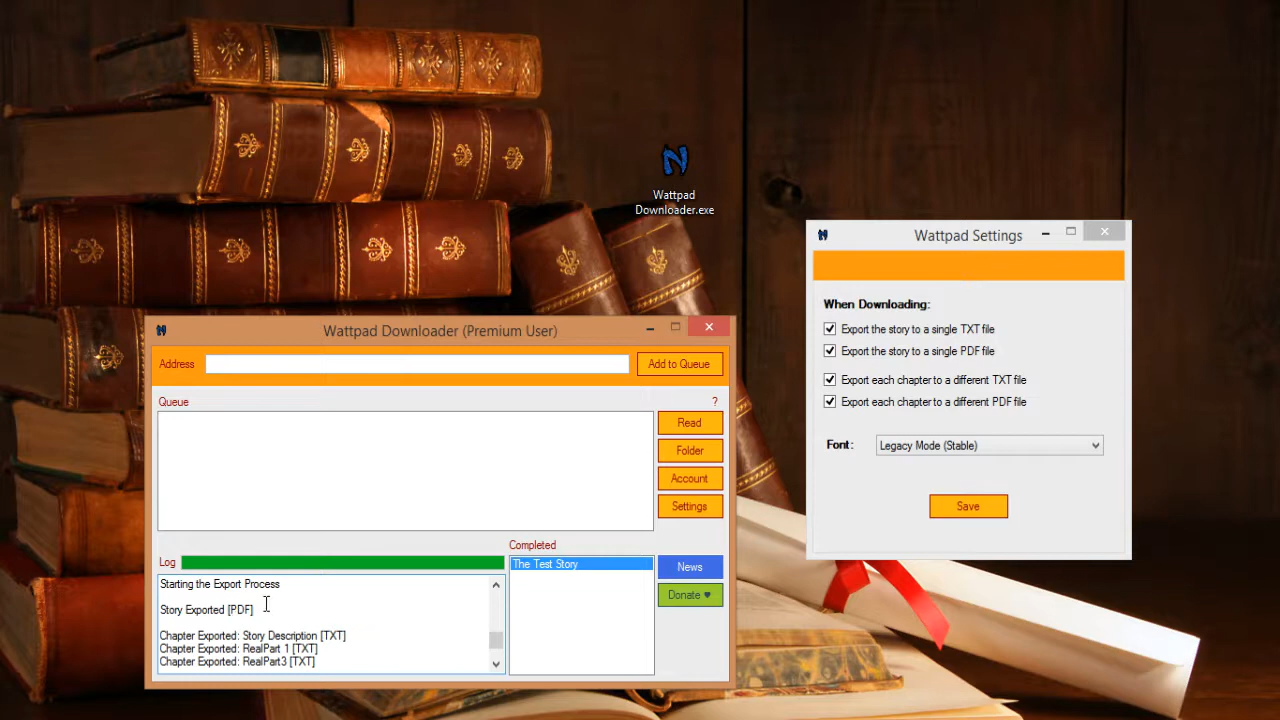 Wattpad
Downloader.exe
Wattpad Settings
When Downloading:
Export the story to a single TXT file
Export the story to a single PDF file
Export each chapter to a different TXT file
Export each chapter to a different PDF file
Font: Legacy Mode (Stable)
Save
Wattpad Downloader (Premium User)
Address
Add to Queue
Queue
?
Read
Folder
Account
Settings
Log
Starting the Export Process
Story Exported [PDF]
Chapter Exported: Story Description [TXT]
Chapter Exported: RealPart 1 [TXT]
Chapter Exported: RealPart3 [TXT]
Completed
The Test Story
News
Donate ♥